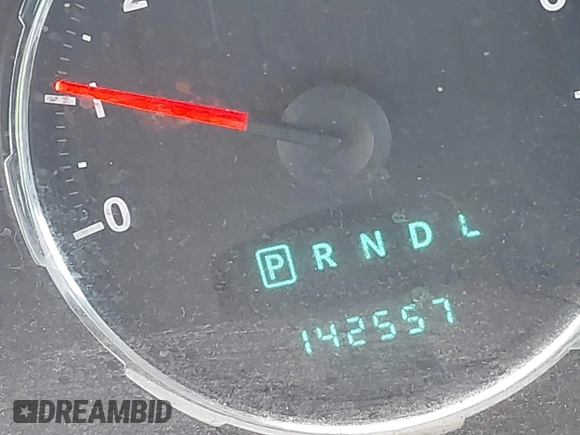 2
1
0
P R N D L
142557
DREAMBID